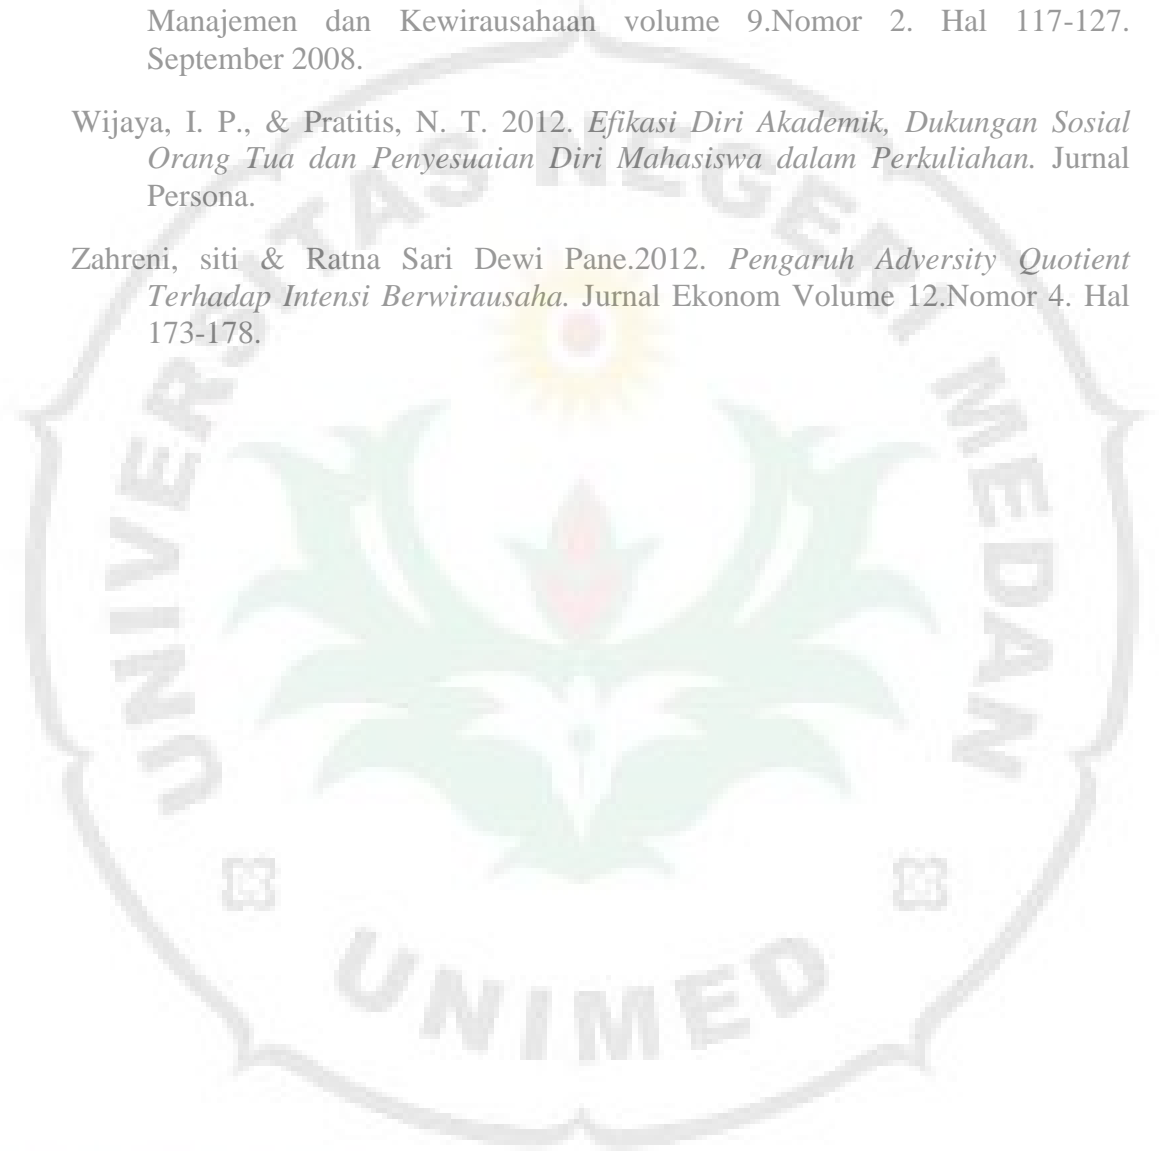 Manajemen dan Kewirausahaan volume 9.Nomor 2. Hal 117-127.
September 2008.
Wijaya, I. P., & Pratitis, N. T. 2012. Efikasi Diri Akademik, Dukungan Sosial
Orang Tua dan Penyesuaian Diri Mahasiswa dalam Perkuliahan. Jurnal
Persona.
Zahreni, siti & Ratna Sari Dewi Pane.2012. Pengaruh Adversity Quotient
Terhadap Intensi Berwirausaha. Jurnal Ekonom Volume 12.Nomor 4. Hal
173-178.
UNIVERSITAS NEGERI MEDAN
UNIMED